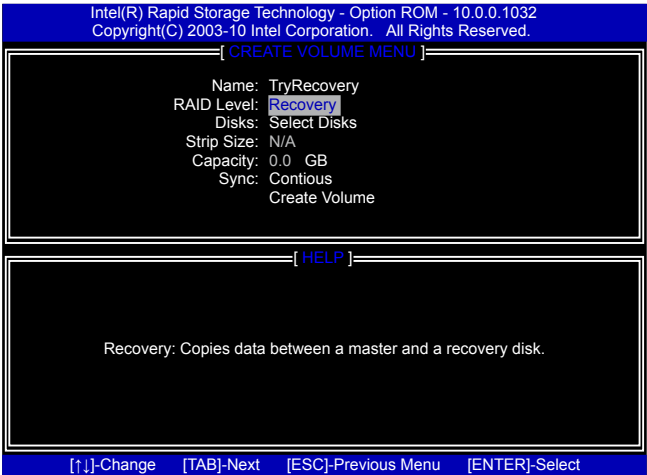 Intel(R) Rapid Storage Technology - Option ROM - 10.0.0.1032
Copyright(C) 2003-10 Intel Corporation.   All Rights Reserved.
[ CREATE VOLUME MENU ]
Name: TryRecovery
RAID Level: Recovery
Disks: Select Disks
Strip Size: N/A
Capacity: 0.0 GB
Sync: Contious
Create Volume
[ HELP ]
Recovery: Copies data between a master and a recovery disk.
[↑↓]-Change [TAB]-Next [ESC]-Previous Menu [ENTER]-Select